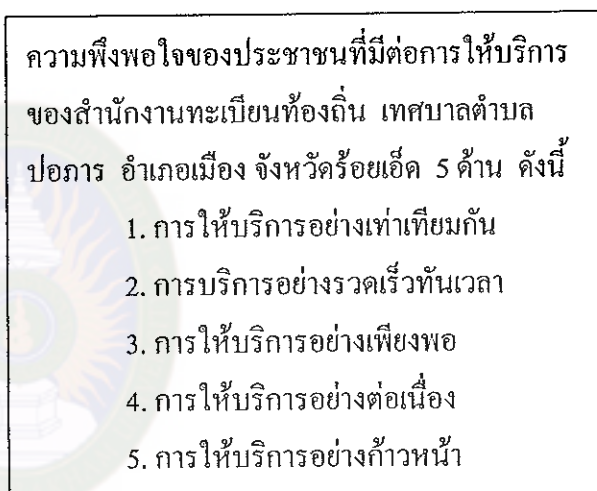 ความพึงพอใจของประชาชนที่มีต่อการให้บริการ
ของสำนักงานทะเบียนท้องถิ่น เทศบาลตำบล
ปอภาร อำเภอเมือง จังหวัดร้อยเอ็ด 5 ด้าน ดังนี้
1. การให้บริการอย่างเท่าเทียมกัน
2. การบริการอย่างรวดเร็วทันเวลา
3. การให้บริการอย่างเพียงพอ
4. การให้บริการอย่างต่อเนื่อง
5. การให้บริการอย่างก้าวหน้า